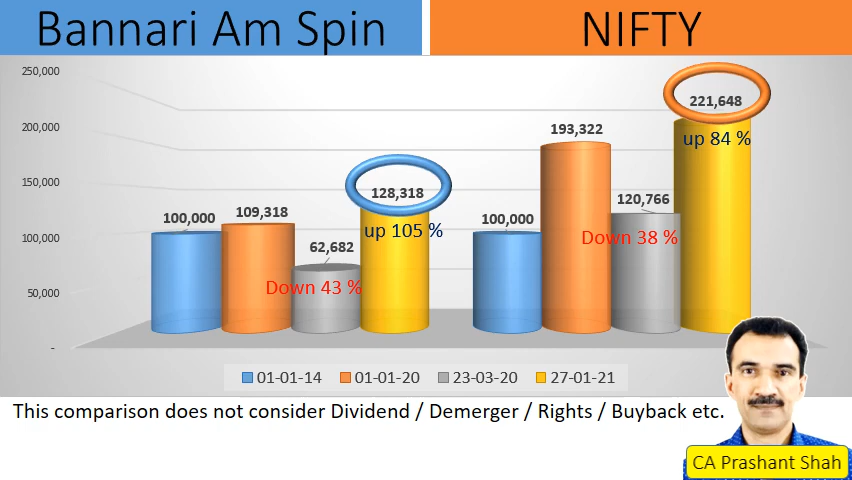 Bannari Am Spin
NIFTY
250,000
200,000
150,000
100,000
50,000
-
100,000
109,318
62,682
Down 43 %
128,318
up 105 %
100,000
193,322
120,766
Down 38 %
221,648
up 84 %
01-01-14 01-01-20 23-03-20 27-01-21
This comparison does not consider Dividend / Demerger / Rights / Buyback etc.
CA Prashant Shah